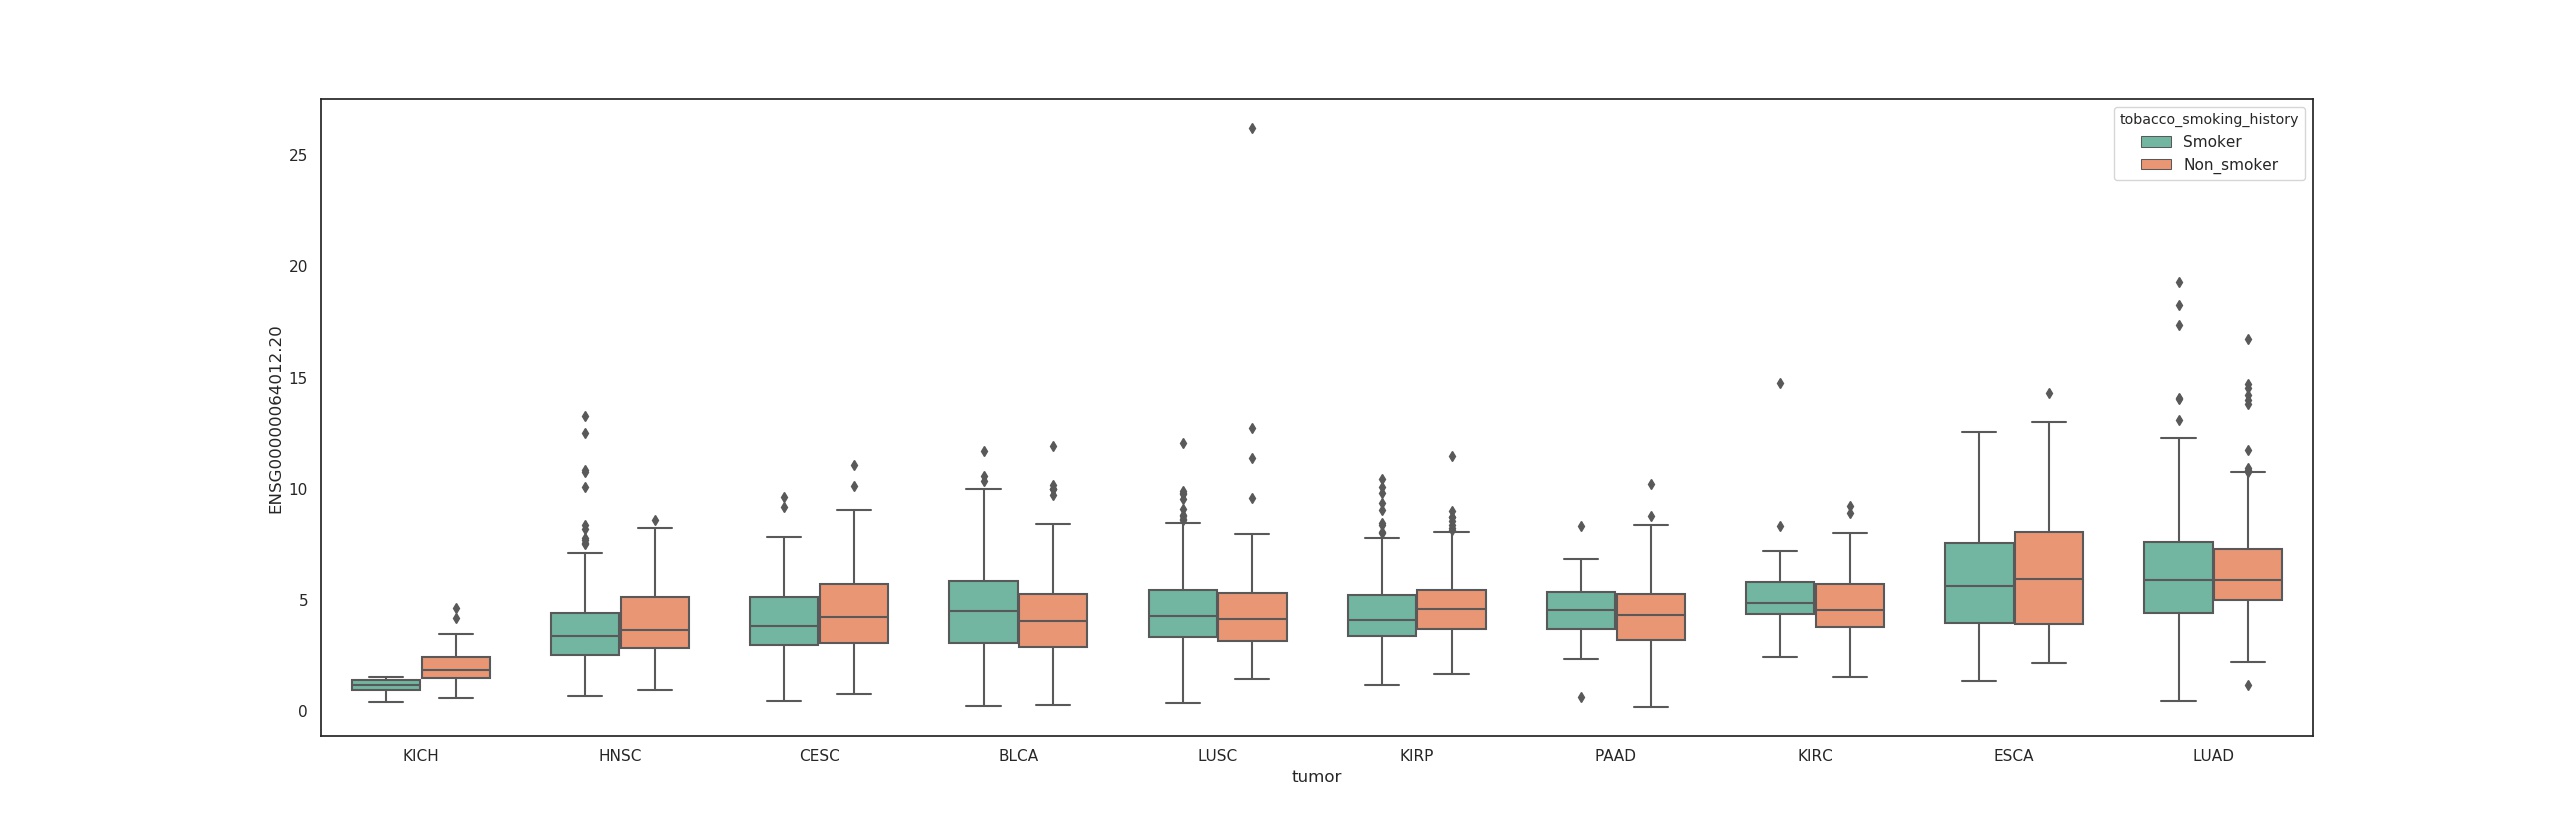 tobacco_smoking_history
Smoker
Non_smoker
25
20
15
10
5
0
ENSG00000064012.20
KICH HNSC CESC BLCA LUSC KIRP PAAD KIRC ESCA LUAD
tumor